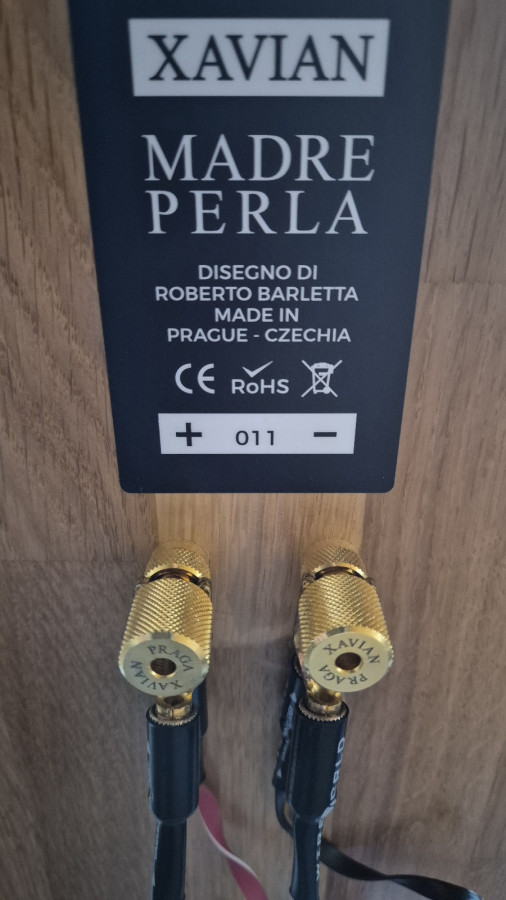 XAVIAN
MADRE
PERLA
DISEGNO DI
ROBERTO BARLETTA
MADE IN
PRAGUE - CZECHIA
CE RoHS
+ 011 −
PRAGA XAVIAN
XAVIAN PRAGA